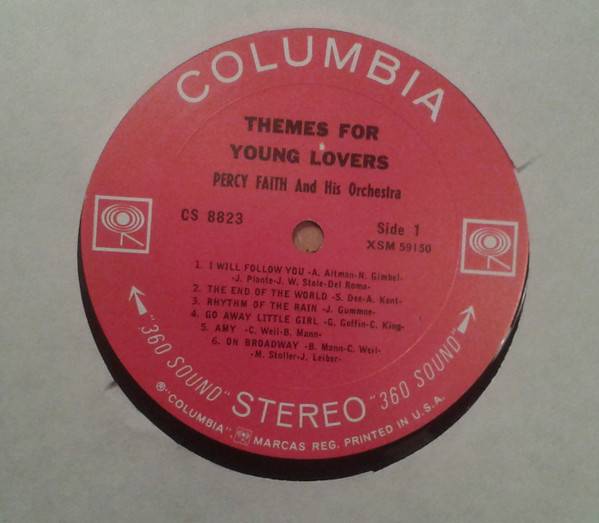 COLUMBIA
THEMES FOR
YOUNG LOVERS
PERCY FAITH And His Orchestra
CS 8823
Side 1
XSM 59150
1. I WILL FOLLOW YOU -A. Altman-N. Gimbel-
-J. Plante-J. W. Stole-Del Roma-
2. THE END OF THE WORLD -S. Dee-A. Kent-
3. RHYTHM OF THE RAIN -J. Gummoe-
4. GO AWAY LITTLE GIRL -G. Goffin-C. King-
5. AMY -C. Weil-B. Mann-
6. ON BROADWAY -B. Mann-C. Weil-
-M. Stoller-J. Leiber-
"360 SOUND" STEREO "360 SOUND"
® "COLUMBIA", MARCAS REG. PRINTED IN U.S.A.